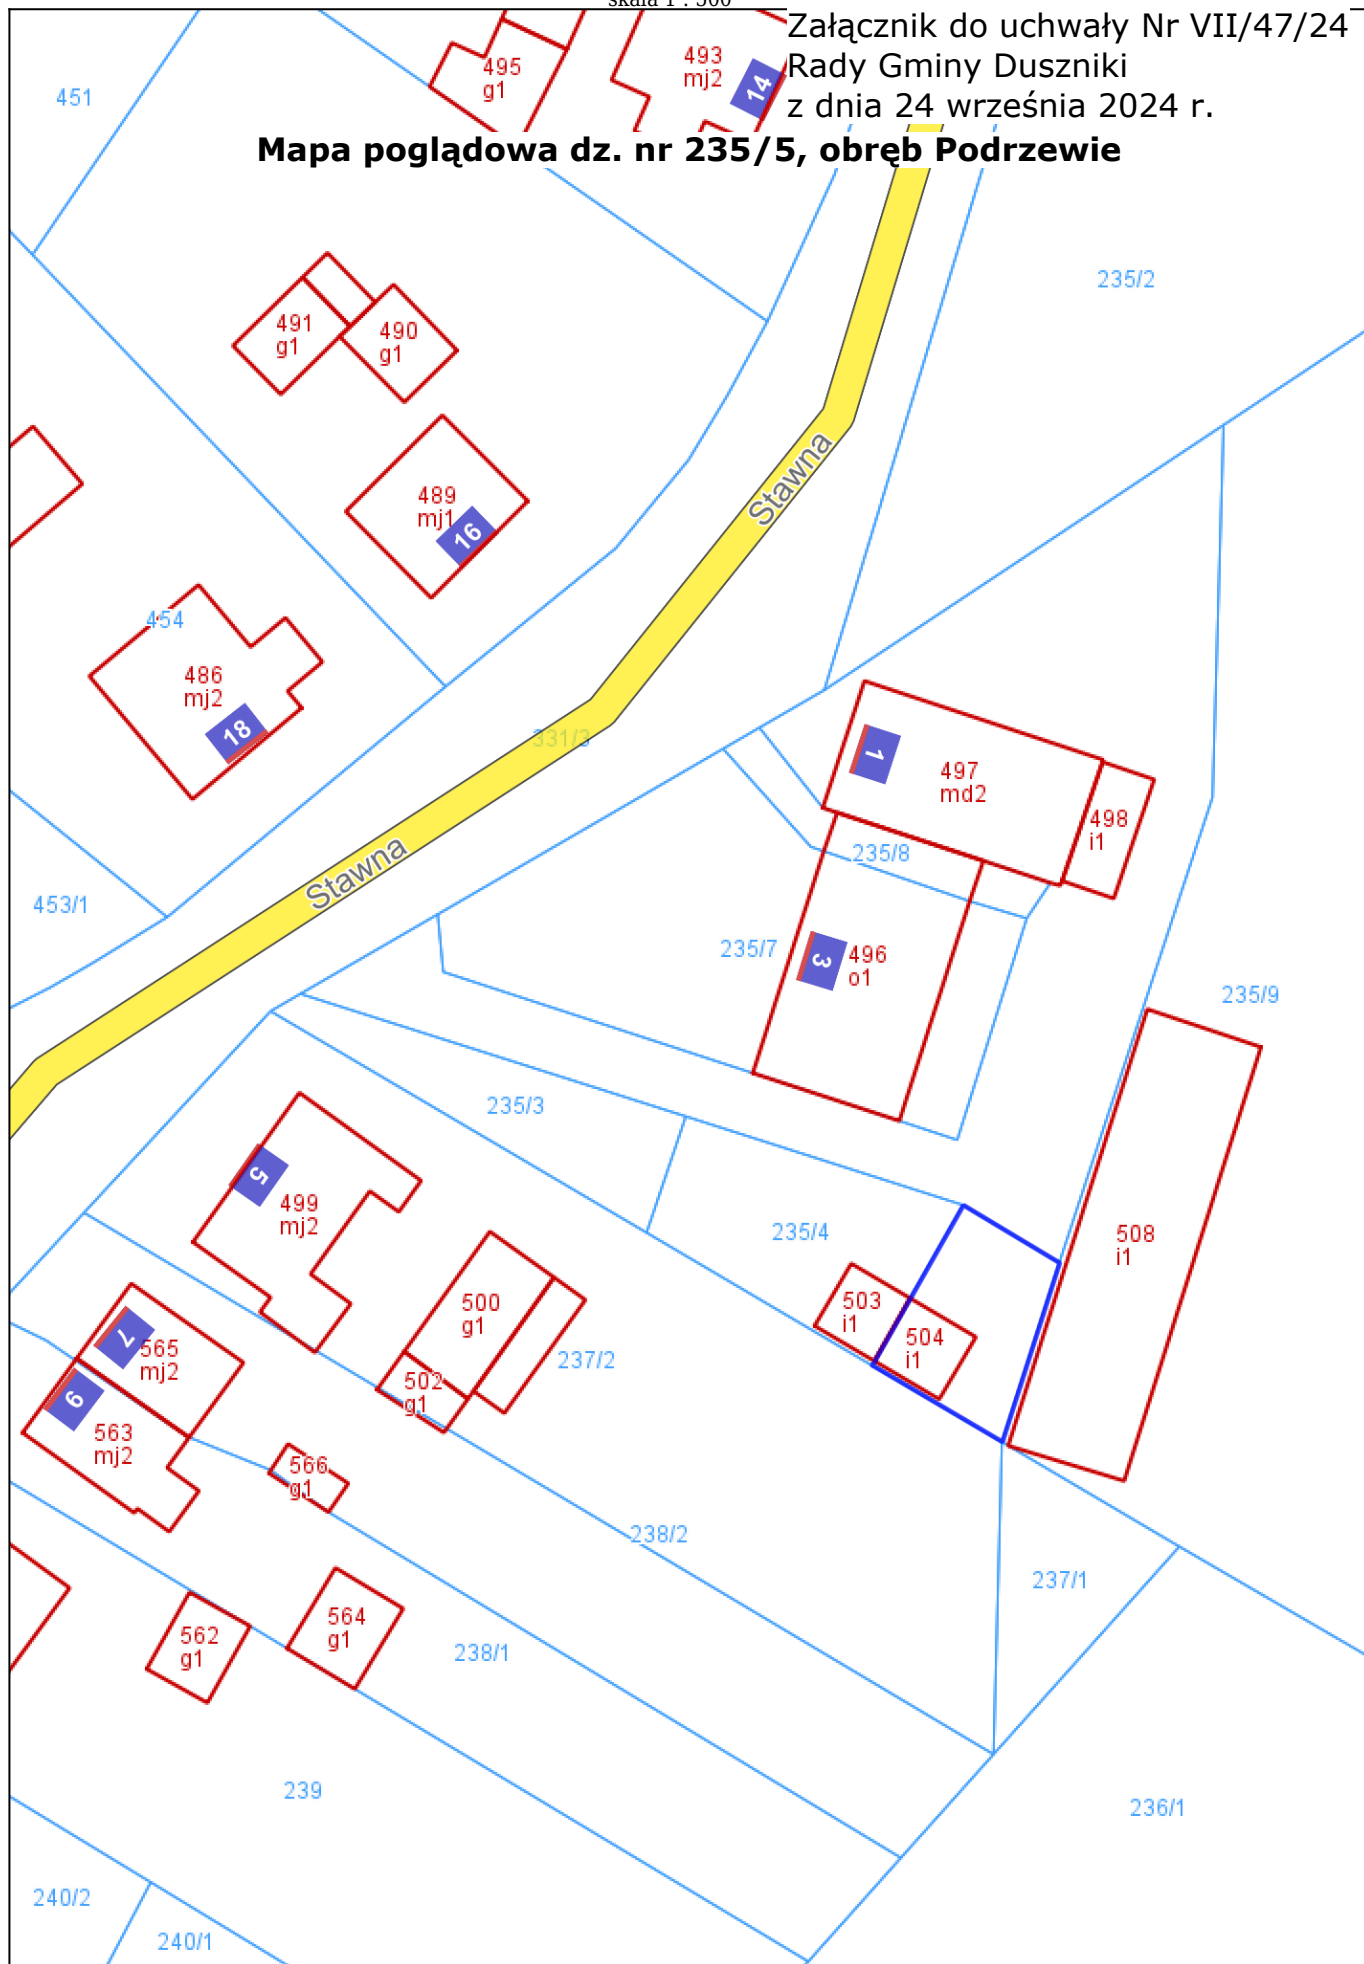 skala 1 : 500
Załącznik do uchwały Nr VII/47/24
Rady Gminy Duszniki
z dnia 24 września 2024 r.
Mapa poglądowa dz. nr 235/5, obręb Podrzewie
451
495
g1
493
mj2
14
235/2
491
g1
490
g1
Stawna
489
mj1
16
454
486
mj2
18
331/3
1
497
md2
498
i1
235/8
Stawna
453/1
235/7
3
496
o1
235/9
235/3
5
499
mj2
235/4
508
i1
503
i1
504
i1
500
g1
502
g1
237/2
7
565
mj2
9
563
mj2
566
g1
238/2
237/1
562
g1
564
g1
238/1
239
236/1
240/2
240/1